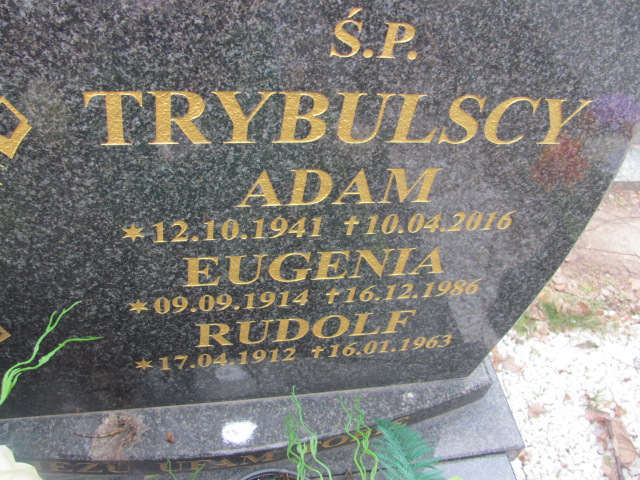 Ś.P.
TRYBULSCY
ADAM
*12.10.1941 †10.04.2016
EUGENIA
*09.09.1914 †16.12.1986
RUDOLF
*17.04.1912 †16.01.1963
UFAM